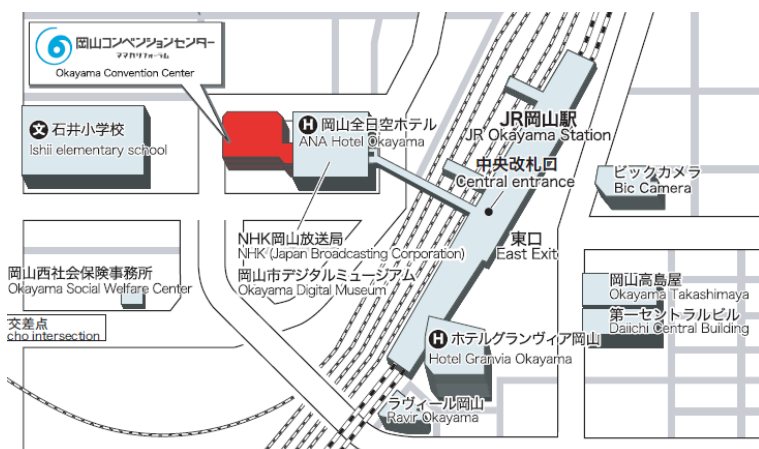 岡山コンベンションセンター
ママカリフォーラム
Okayama Convention Center
文 石井小学校
Ishii elementary school
H 岡山全日空ホテル
ANA Hotel Okayama
JR岡山駅
JR Okayama Station
中央改札口
Central entrance
ビックカメラ
Bic Camera
NHK岡山放送局
NHK (Japan Broadcasting Corporation)
岡山市デジタルミュージアム
Okayama Digital Museum
東口
East Exit
岡山西社会保険事務所
Okayama Social Welfare Center
岡山高島屋
Okayama Takashimaya
第一セントラルビル
Daiichi Central Building
交差点
cho intersection
H ホテルグランヴィア岡山
Hotel Granvia Okayama
ラヴィール岡山
Ravir Okayama